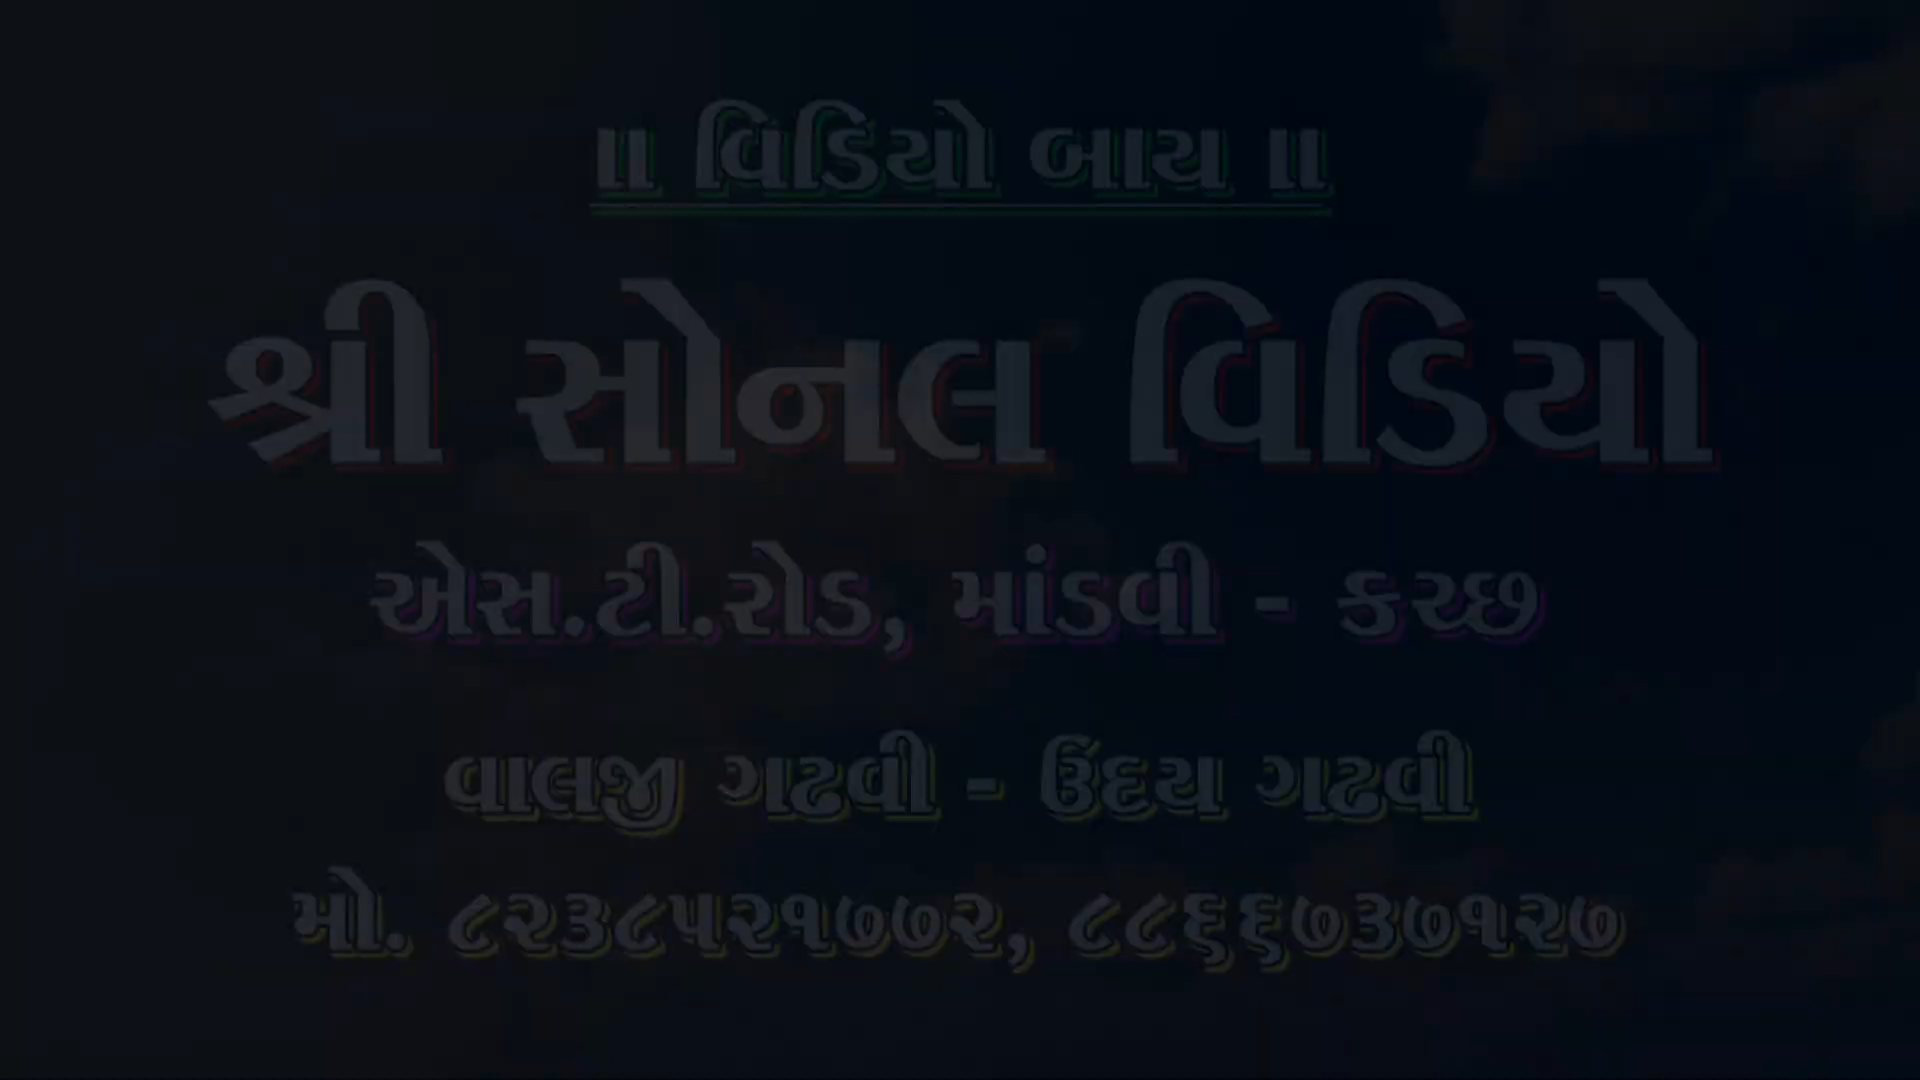 ॥ વિડિયો બાય ॥
શ્રી સોનલ વિડિયો
એસ.ટી.રોડ, માંડવી - કચ્છ
વાલજી ગઢવી - ઉદય ગઢવી
મો. ૮૨૩૮૫૨૧૭૭૨, ૮૮૬૬૭૩૭૧૨૭